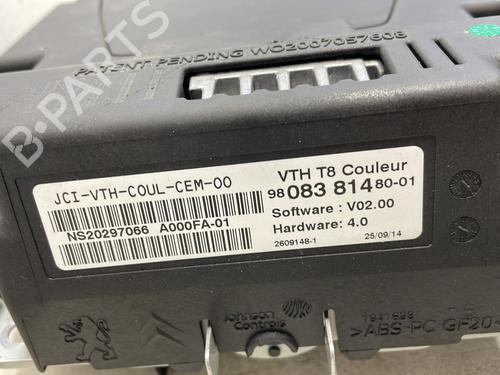 PATENT PENDING WO2007057608
B-PARTS
JCI-VTH-COUL-CEM-00
NS20297066 A000FA-01
VTH T8 Couleur
98 083 814 80-01
Software : V02.00
Hardware: 4.0
2609148-1 25/09/14
Johnson Controls
1941693
>ABS-PC GF20<